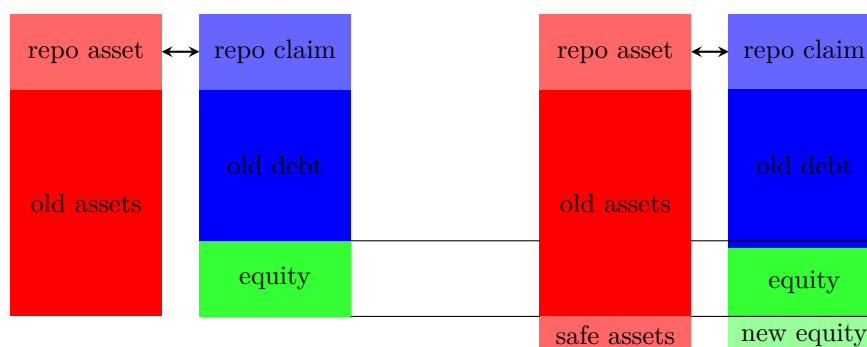 repo asset
repo claim
old assets
old debt
equity
repo asset
repo claim
old assets
old debt
equity
safe assets
new equity